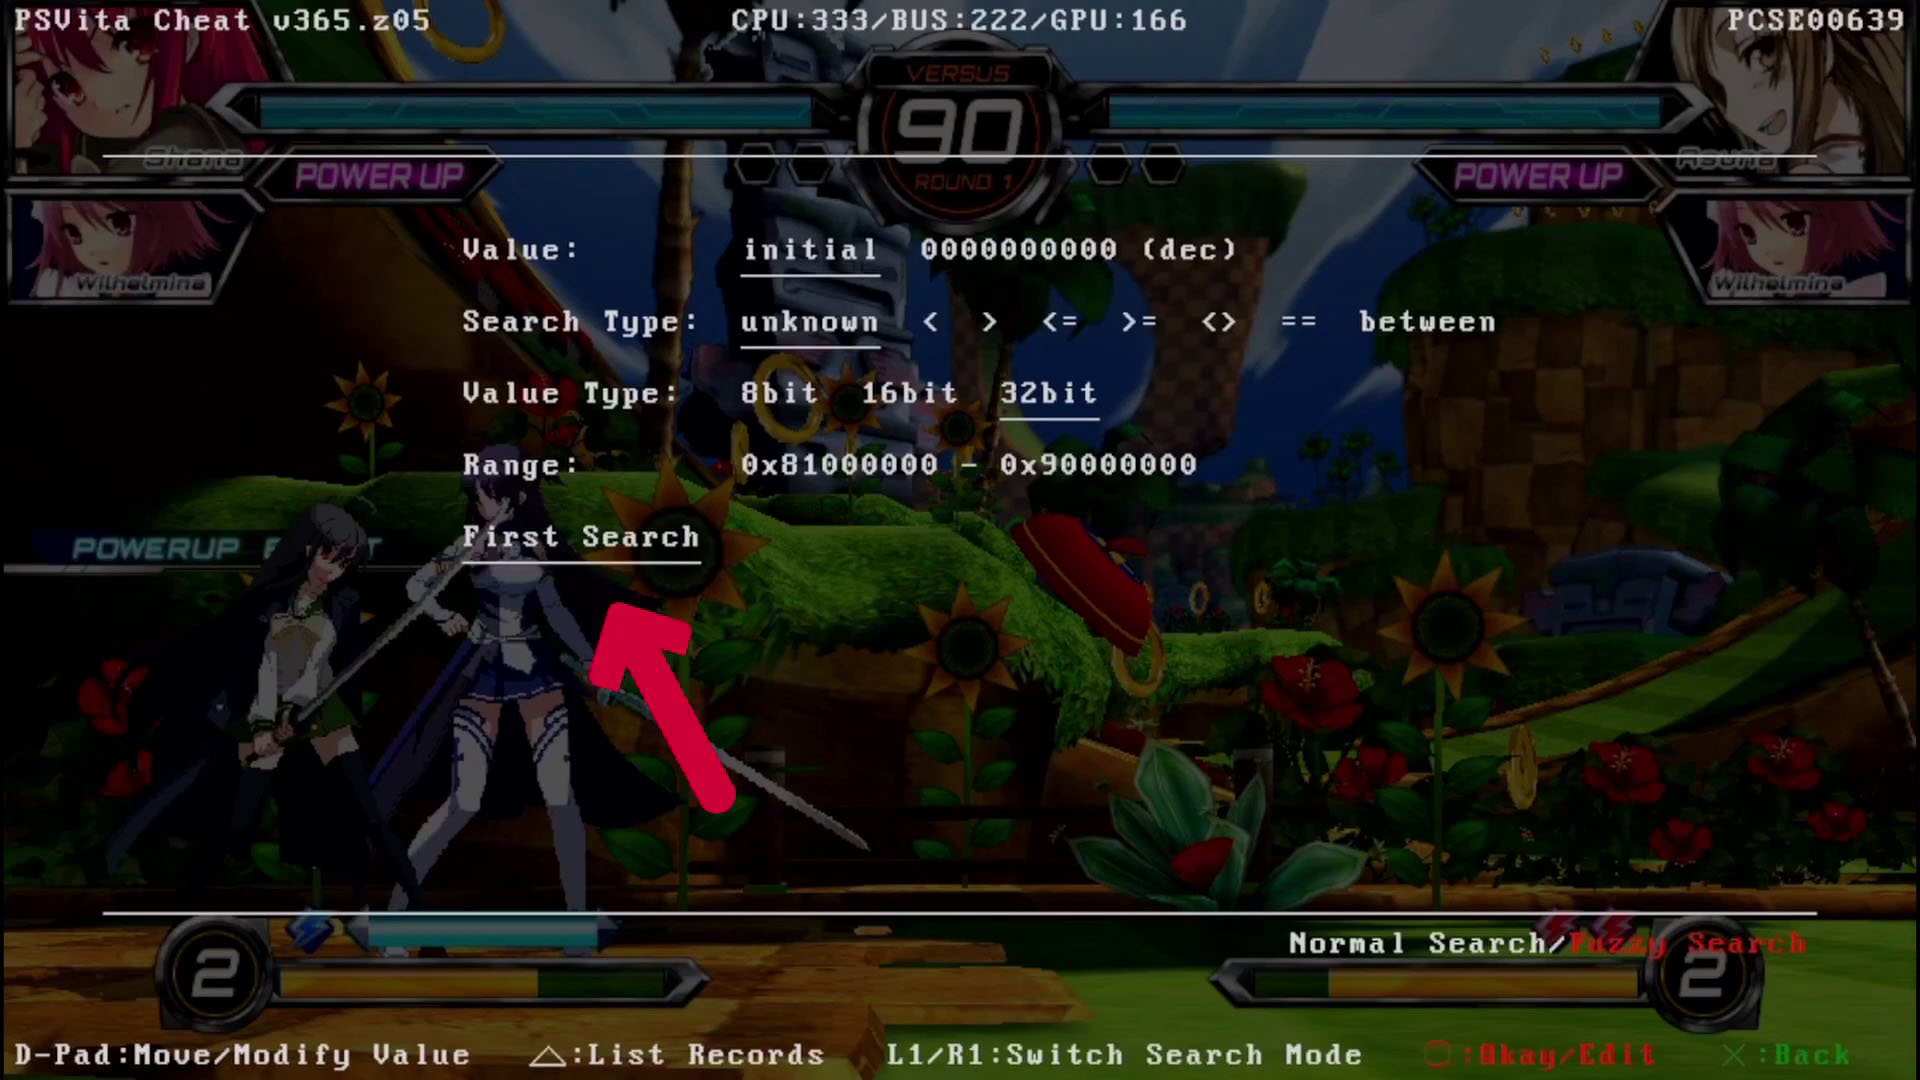 PSVita Cheat v365.z05 CPU:333/BUS:222/GPU:166 PCSE00639
VERSUS
90
ROUND 1
Shana
Asuna
POWER UP
POWER UP
Wilhelmina
Wilhelmina
Value: initial 0000000000 (dec)
Search Type: unknown < > <= >= <> == between
Value Type: 8bit 16bit 32bit
Range: 0x81000000 - 0x90000000
First Search
POWERUP
Normal Search/Fuzzy Search
2
2
D-Pad:Move/Modify Value △:List Records L1/R1:Switch Search Mode ○:Okay/Edit ×:Back